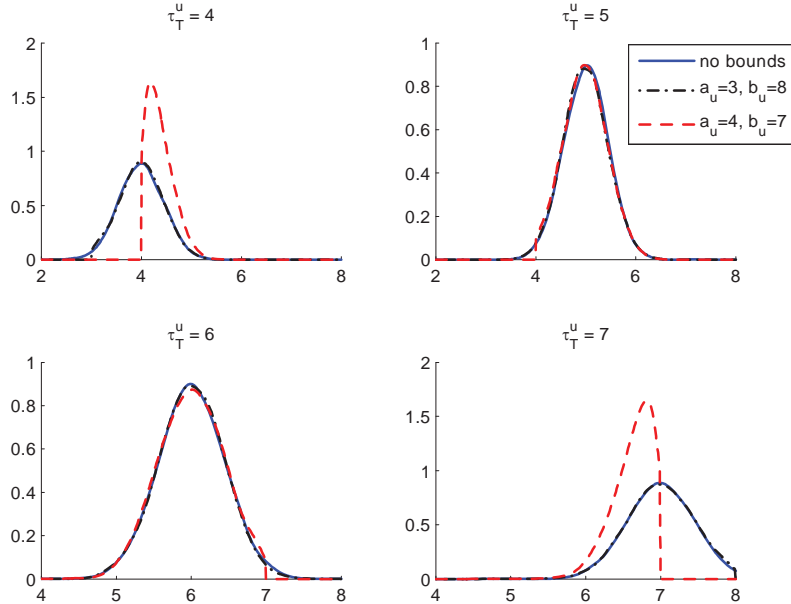 τ_T^u = 4
2
1.5
1
0.5
0
2 4 6 8
τ_T^u = 5
1
0.8
0.6
0.4
0.2
0
2 3 4 5 6 7 8
no bounds
a_u=3, b_u=8
a_u=4, b_u=7
τ_T^u = 6
1
0.8
0.6
0.4
0.2
0
4 5 6 7 8
τ_T^u = 7
2
1.5
1
0.5
0
4 5 6 7 8